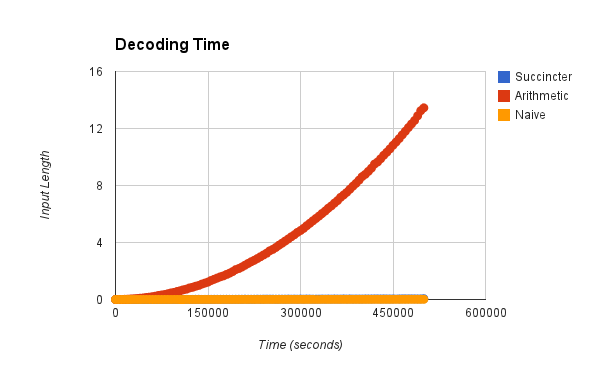 Decoding Time
16
12
8
4
0
Input Length
0 150000 300000 450000 600000
Time (seconds)
Succincter
Arithmetic
Naive